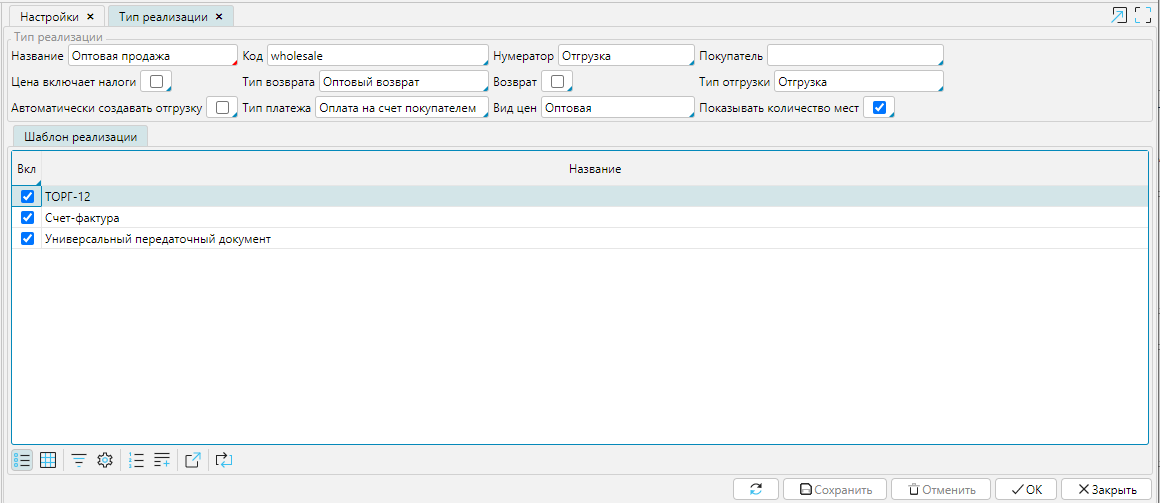 Настройки × Тип реализации ×
Тип реализации
Название Оптовая продажа Код wholesale Нумератор Отгрузка Покупатель
Цена включает налоги Тип возврата Оптовый возврат Возврат Тип отгрузки Отгрузка
Автоматически создавать отгрузку Тип платежа Оплата на счет покупателем Вид цен Оптовая Показывать количество мест
Шаблон реализации
Вкл Название
ТОРГ-12
Счет-фактура
Универсальный передаточный документ
Сохранить Отменить ОК Закрыть